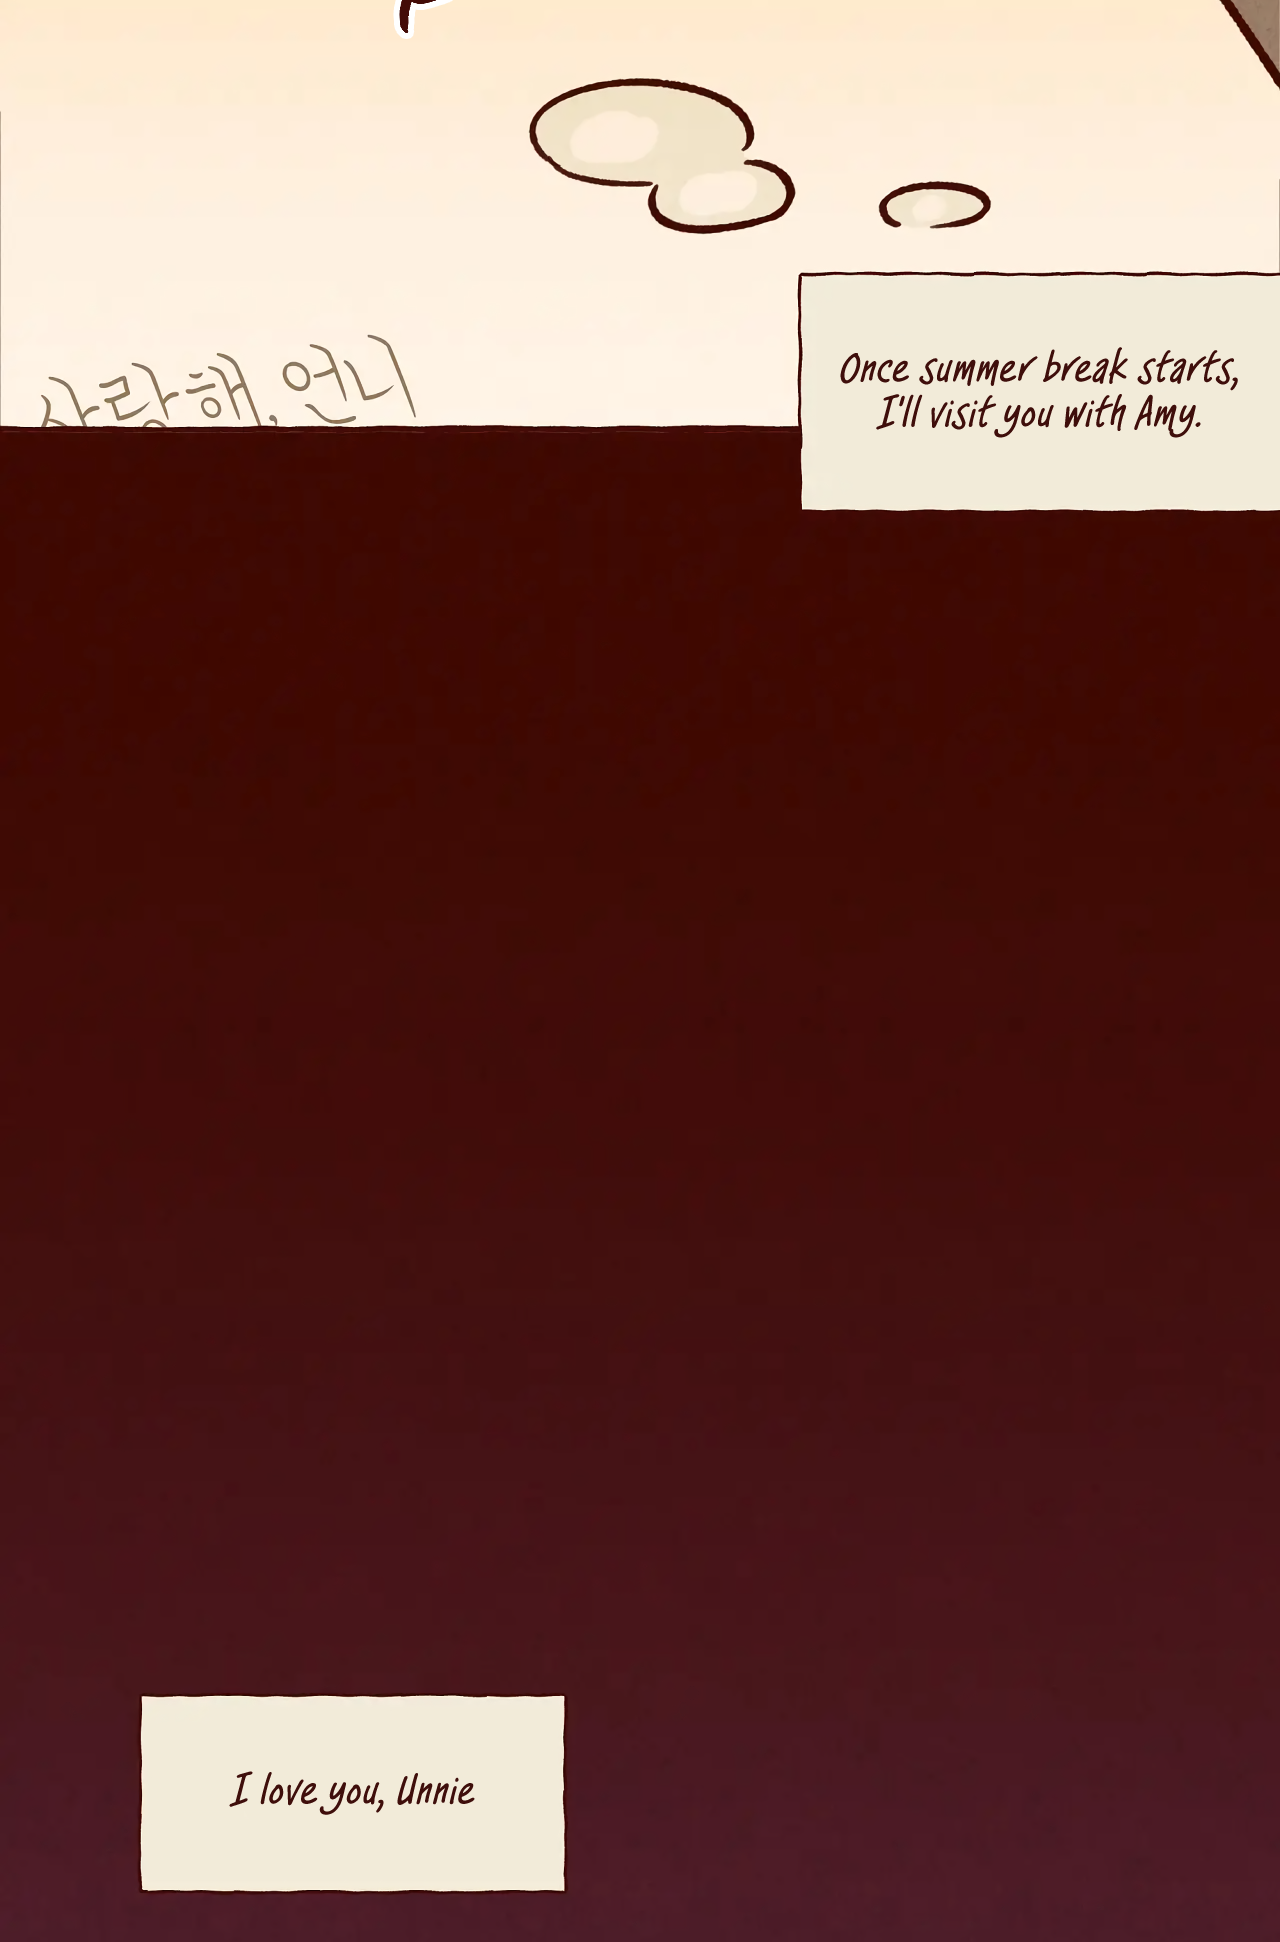 Once summer break starts,
I'll visit you with Amy.
사랑해, 언니
I love you, Unnie